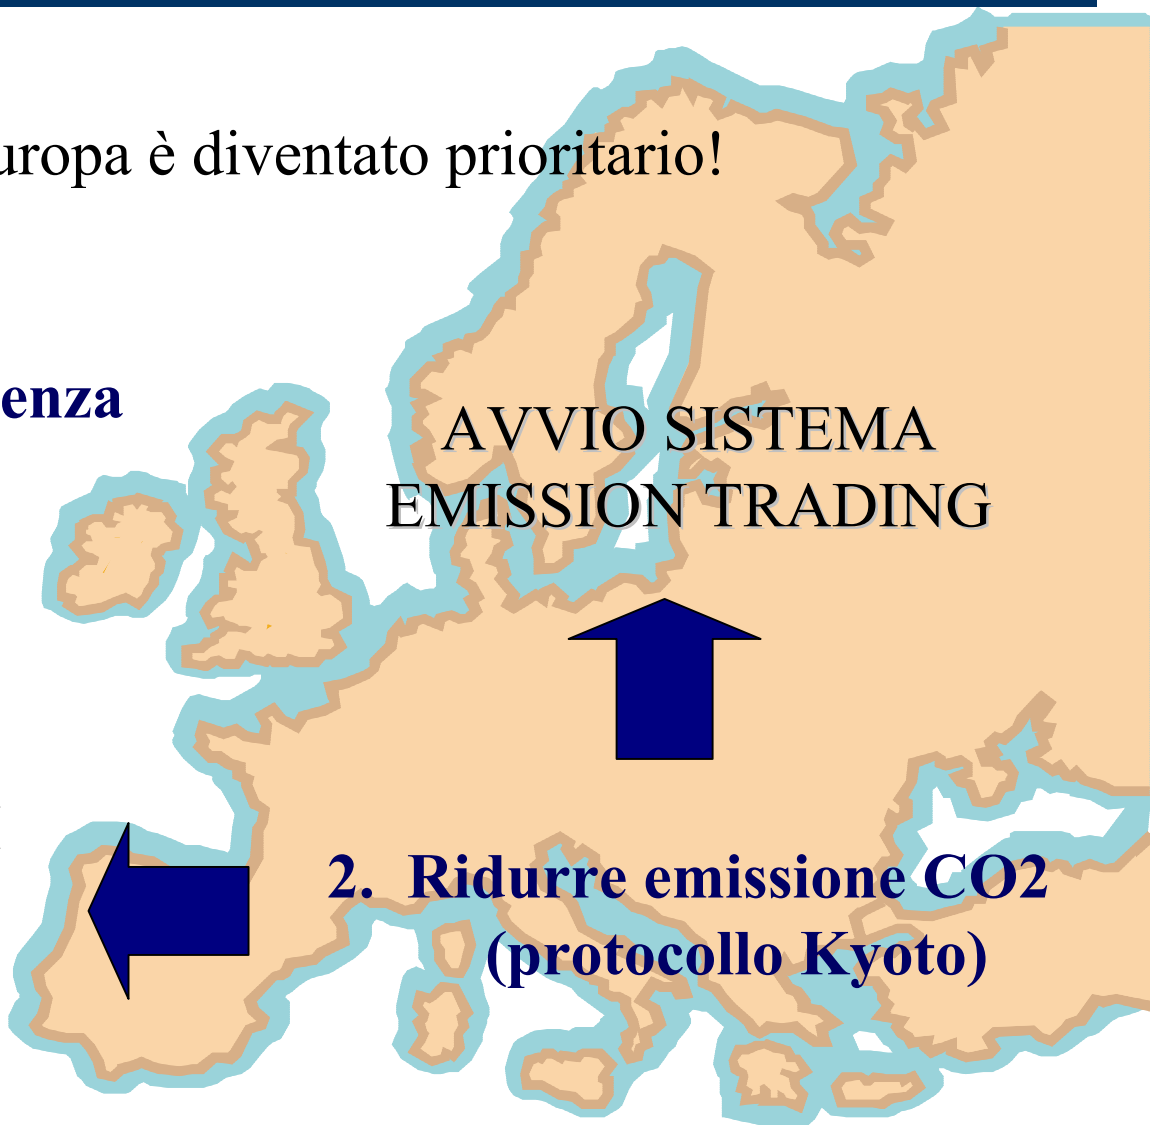 uropa è diventato prioritario!
enza
AVVIO SISTEMA
EMISSION TRADING
2. Ridurre emissione CO2
(protocollo Kyoto)